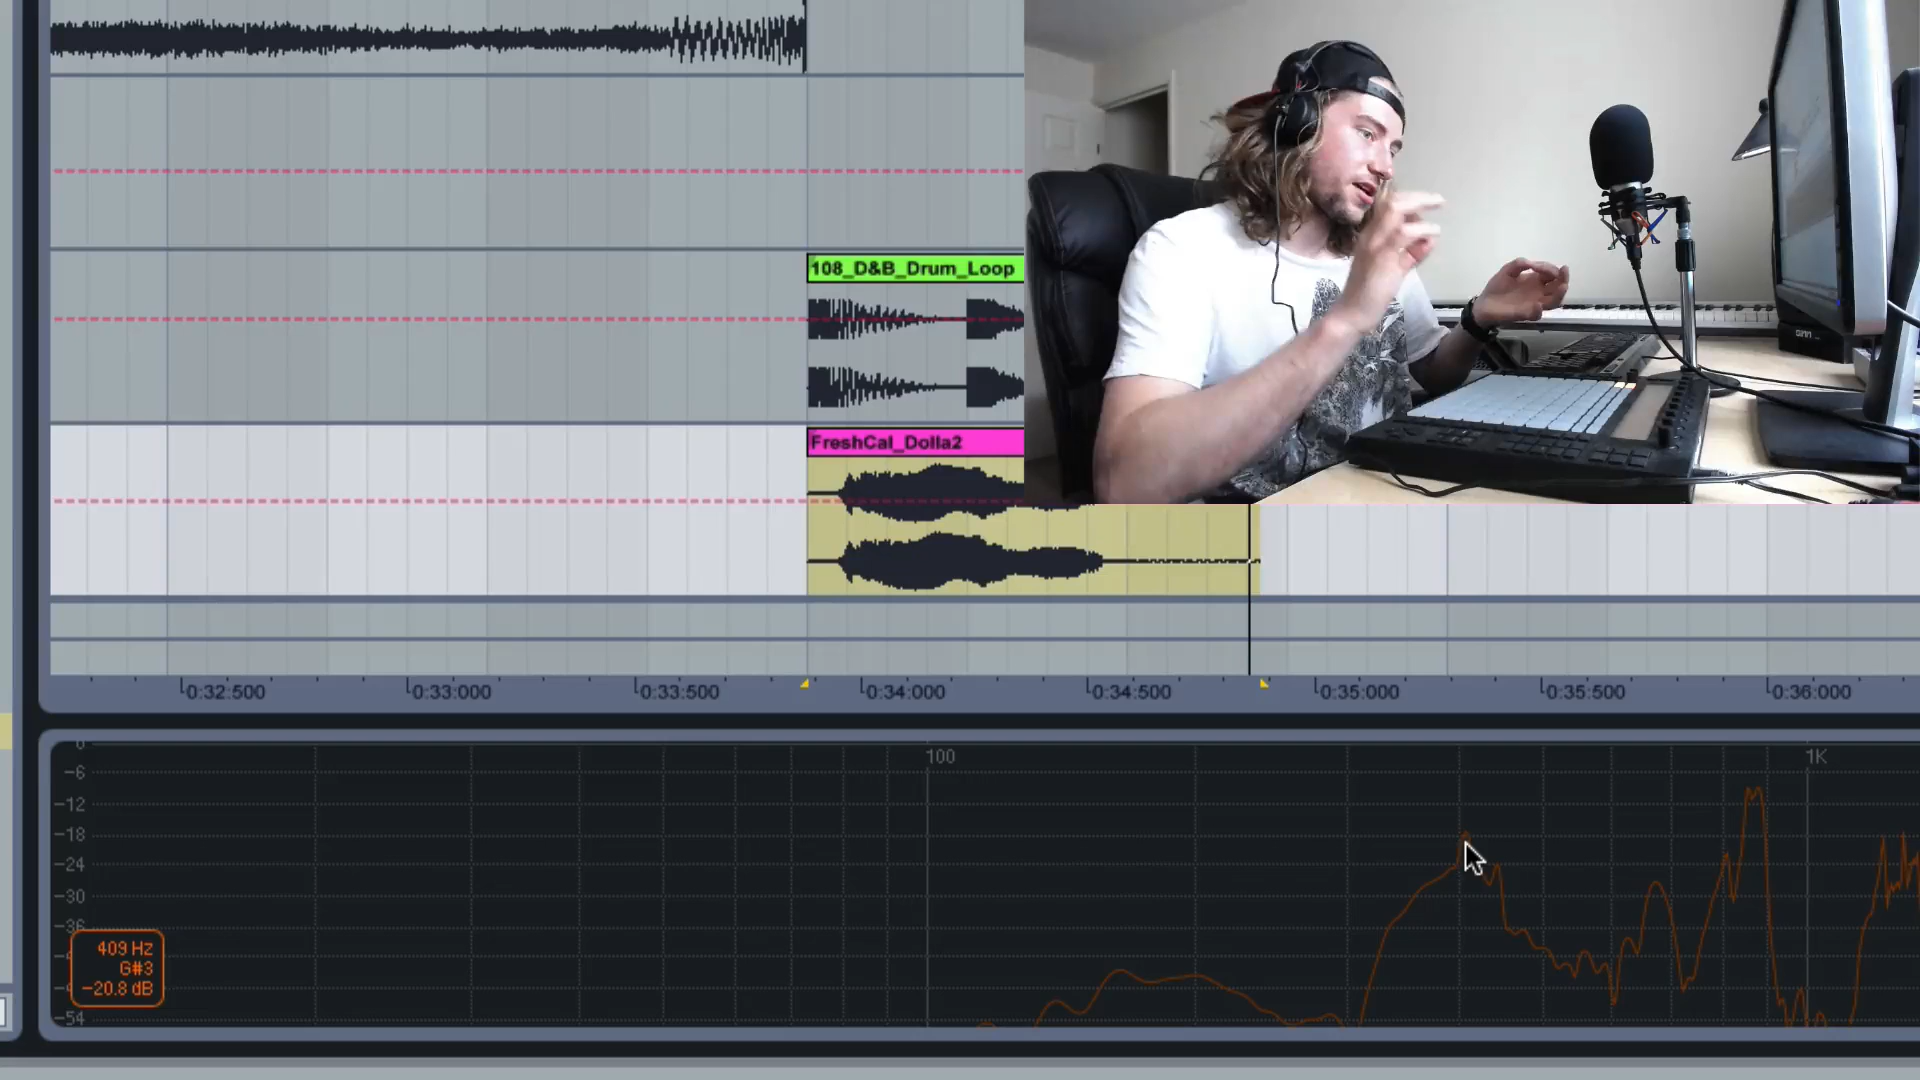 108_D&B_Drum_Loop
FreshCal_Dolla2
0:32:500
0:33:000
0:33:500
0:34:000
0:34:500
0:35:000
0:35:500
0:36:000
0
100
1K
-6
-12
-18
-24
-30
-36
409 Hz
G#3
-20.8 dB
-54